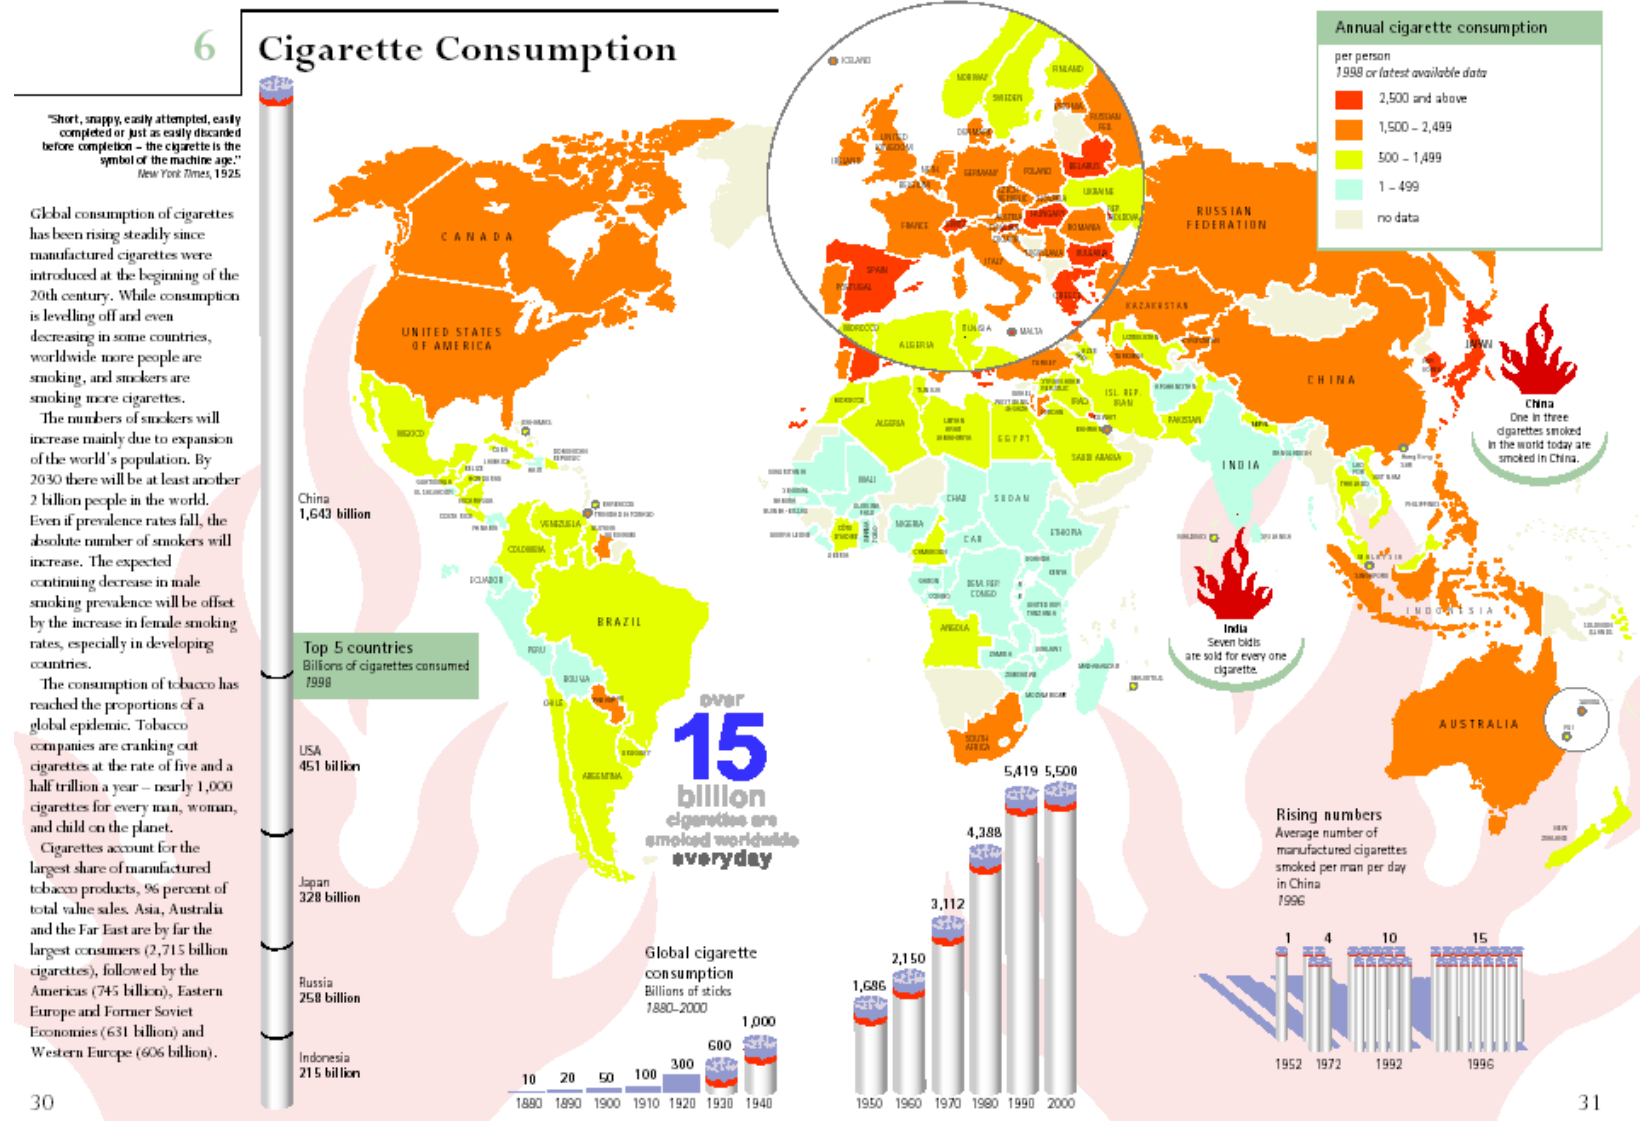 6
Cigarette Consumption
"Short, snappy, easily attempted, easily
completed or just as easily discarded
before completion – the cigarette is the
symbol of the machine age."
New York Times, 1925
Global consumption of cigarettes
has been rising steadily since
manufactured cigarettes were
introduced at the beginning of the
20th century. While consumption
is levelling off and even
decreasing in some countries,
worldwide more people are
smoking, and smokers are
smoking more cigarettes.
The numbers of smokers will
increase mainly due to expansion
of the world's population. By
2030 there will be at least another
2 billion people in the world.
Even if prevalence rates fall, the
absolute number of smokers will
increase. The expected
continuing decrease in male
smoking prevalence will be offset
by the increase in female smoking
rates, especially in developing
countries.
The consumption of tobacco has
reached the proportions of a
global epidemic. Tobacco
companies are cranking out
cigarettes at the rate of five and a
half trillion a year – nearly 1,000
cigarettes for every man, woman,
and child on the planet.
Cigarettes account for the
largest share of manufactured
tobacco products, 96 percent of
total value sales. Asia, Australia
and the Far East are by far the
largest consumers (2,715 billion
cigarettes), followed by the
Americas (745 billion), Eastern
Europe and Former Soviet
Economies (631 billion) and
Western Europe (606 billion).
30
China
1,643 billion
Top 5 countries
Billions of cigarettes consumed
1998
USA
451 billion
Japan
328 billion
Russia
258 billion
Indonesia
215 billion
Annual cigarette consumption
per person
1998 or latest available data
2,500 and above
1,500 – 2,499
500 – 1,499
1 – 499
no data
ICELAND
NORWAY
SWEDEN
FINLAND
RUSSIAN
FED.
UNITED
KINGDOM
IRELAND
GERMANY
POLAND
BELARUS
UKRAINE
FRANCE
HUNGARY
ROMANIA
ITALY
BULGARIA
SPAIN
PORTUGAL
GREECE
MOROCCO
ALGERIA
TUNISIA
MALTA
CANADA
UNITED STATES
OF AMERICA
MEXICO
VENEZUELA
COLOMBIA
ECUADOR
PERU
BRAZIL
BOLIVIA
CHILE
URUGUAY
ARGENTINA
RUSSIAN
FEDERATION
KAZAKHSTAN
CHINA
JAPAN
TURKEY
ISL. REP.
IRAN
IRAQ
PAKISTAN
SAUDI ARABIA
INDIA
MOROCCO
ALGERIA
EGYPT
MALI
CHAD
SUDAN
NIGERIA
CAR
ETHIOPIA
DEM. REP.
CONGO
KENYA
ANGOLA
SOUTH
AFRICA
THAILAND
PHILIPPINES
MALAYSIA
SINGAPORE
INDONESIA
AUSTRALIA
NEW
ZEALAND
FIJI
China
One in three
cigarettes smoked
in the world today are
smoked in China.
India
Seven bidis
are sold for every one
cigarette.
over
15
billion
cigarettes are
smoked worldwide
everyday
Global cigarette
consumption
Billions of sticks
1880–2000
10
20
50
100
300
600
1,000
1,686
2,150
3,112
4,388
5,419
5,500
1880
1890
1900
1910
1920
1930
1940
1950
1960
1970
1980
1990
2000
Rising numbers
Average number of
manufactured cigarettes
smoked per man per day
in China
1996
1
4
10
15
1952
1972
1992
1996
31